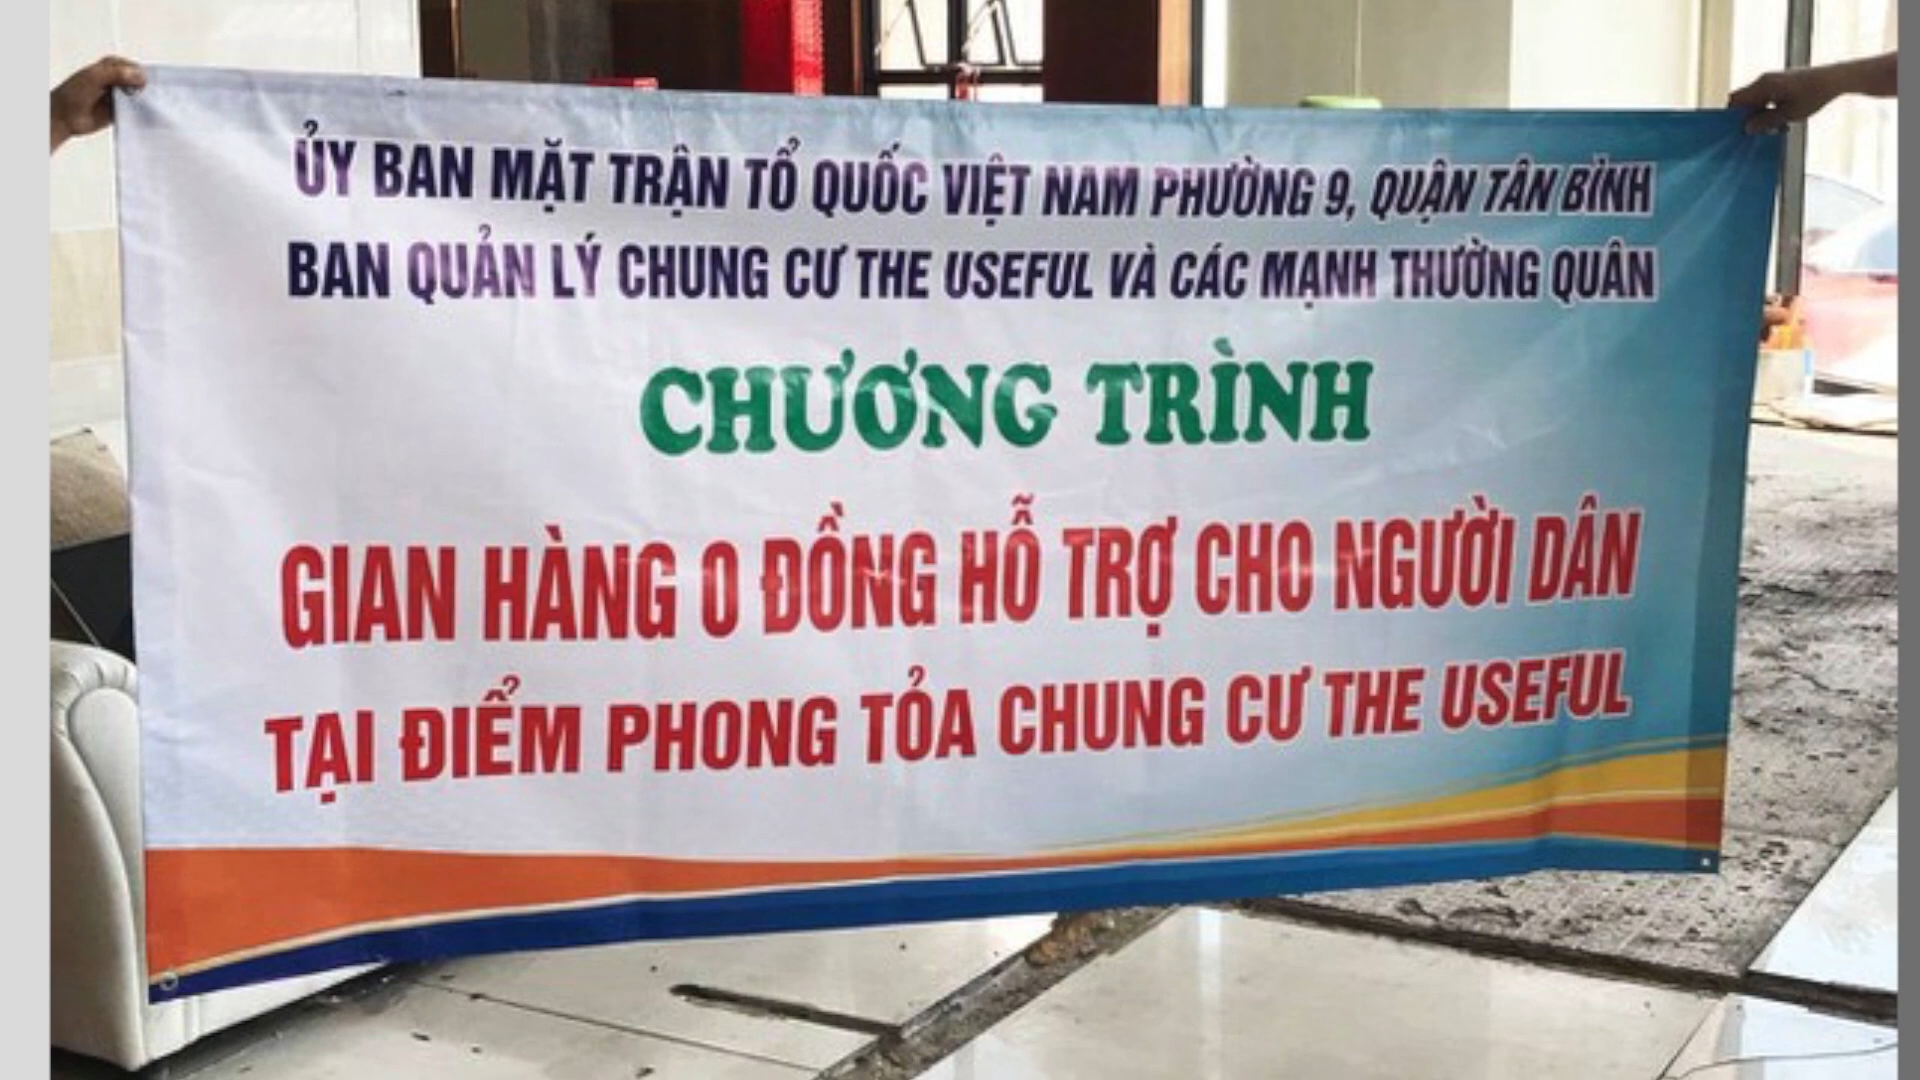 ỦY BAN MẶT TRẬN TỔ QUỐC VIỆT NAM PHƯỜNG 9, QUẬN TÂN BÌNH
BAN QUẢN LÝ CHUNG CƯ THE USEFUL VÀ CÁC MẠNH THƯỜNG QUÂN
CHƯƠNG TRÌNH
GIAN HÀNG 0 ĐỒNG HỖ TRỢ CHO NGƯỜI DÂN
TẠI ĐIỂM PHONG TỎA CHUNG CƯ THE USEFUL